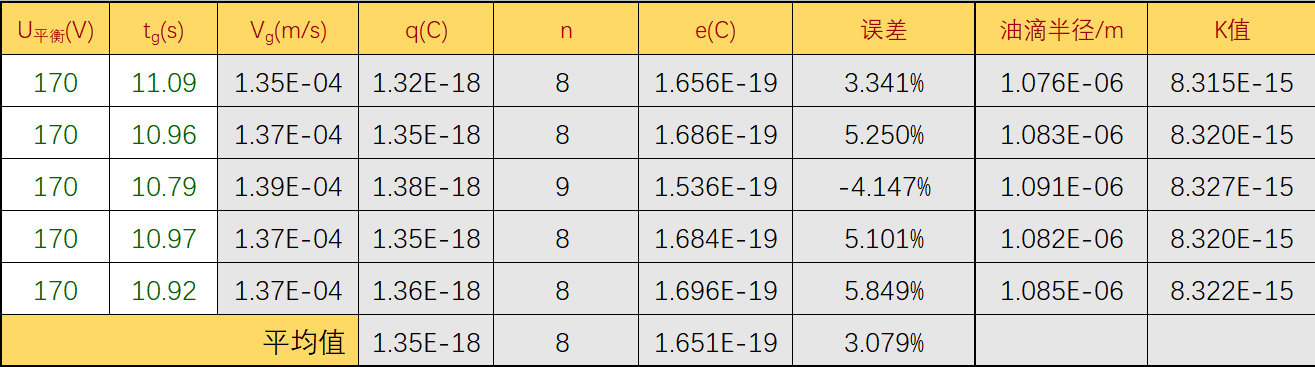 U平衡(V) tg(s) Vg(m/s) q(C) n e(C) 误差 油滴半径/m K值
170 11.09 1.35E-04 1.32E-18 8 1.656E-19 3.341% 1.076E-06 8.315E-15
170 10.96 1.37E-04 1.35E-18 8 1.686E-19 5.250% 1.083E-06 8.320E-15
170 10.79 1.39E-04 1.38E-18 9 1.536E-19 -4.147% 1.091E-06 8.327E-15
170 10.97 1.37E-04 1.35E-18 8 1.684E-19 5.101% 1.082E-06 8.320E-15
170 10.92 1.37E-04 1.36E-18 8 1.696E-19 5.849% 1.085E-06 8.322E-15
平均值 1.35E-18 8 1.651E-19 3.079%